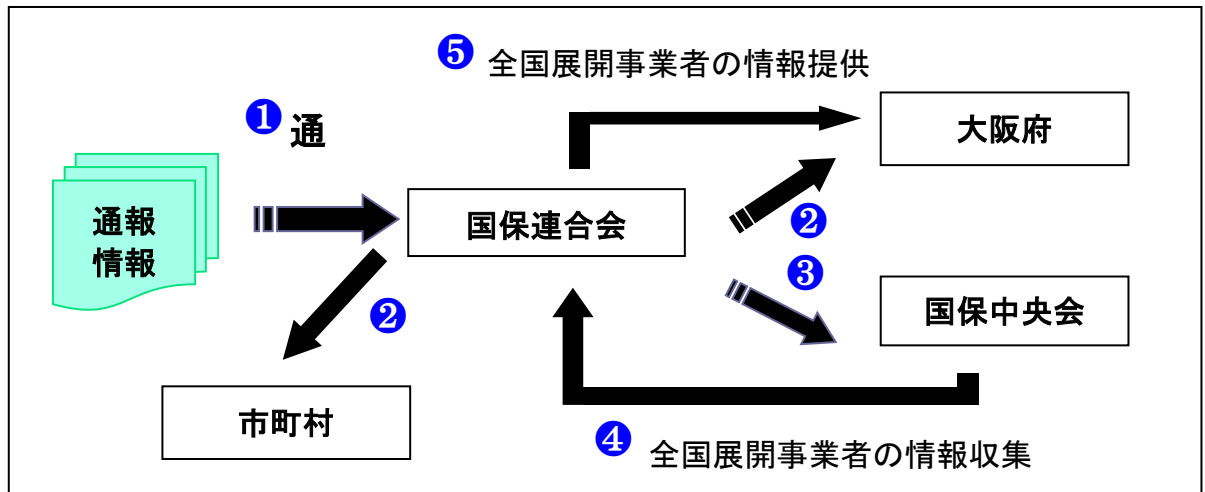 ❺ 全国展開事業者の情報提供
❶ 通
大阪府
通報
情報
国保連合会
❷
❸
❷
国保中央会
市町村
❹ 全国展開事業者の情報収集